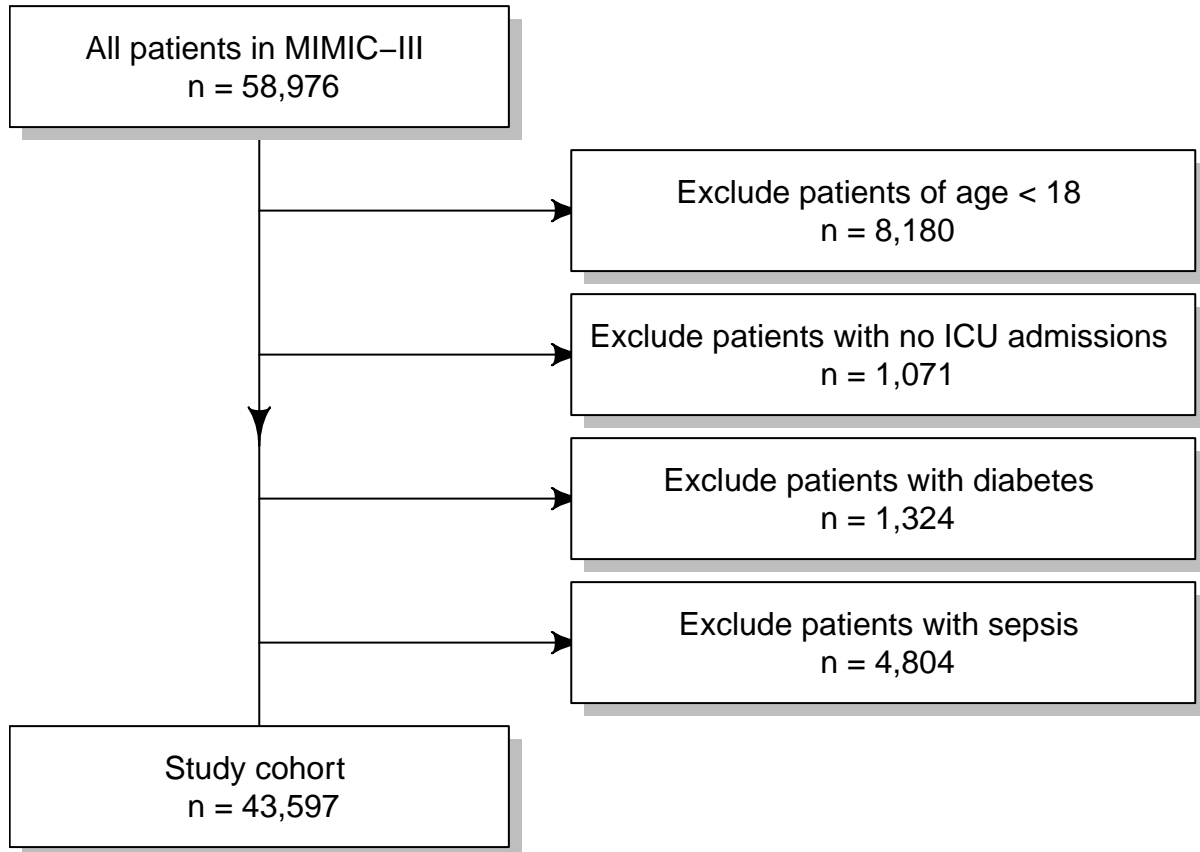 All patients in MIMIC−III
n = 58,976
Exclude patients of age < 18
n = 8,180
Exclude patients with no ICU admissions
n = 1,071
Exclude patients with diabetes
n = 1,324
Exclude patients with sepsis
n = 4,804
Study cohort
n = 43,597